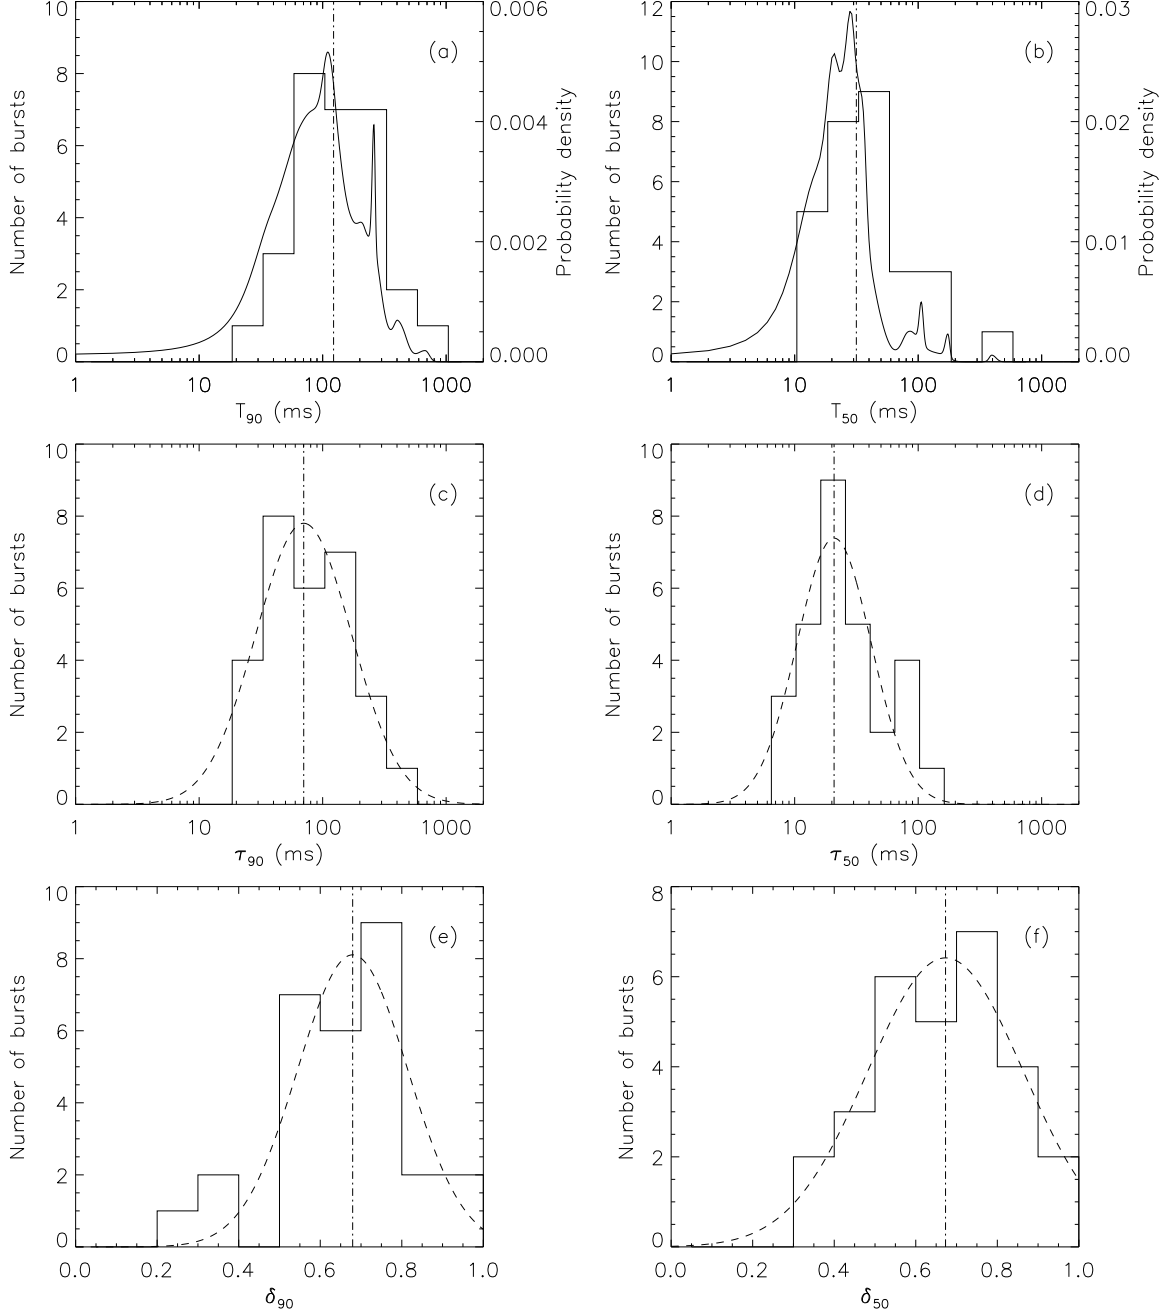 10 0.006 12 0.03
(a) (b)
8 10
0.004 8 0.02
6
6
4
0.002 4 0.01
2
2
0 0.000 0 0.00
Number of bursts Probability density Number of bursts Probability density
1 10 100 1000 1 10 100 1000
T90 (ms) T50 (ms)
10 10
(c) (d)
8 8
6 6
4 4
2 2
0 0
Number of bursts Number of bursts
1 10 100 1000 1 10 100 1000
τ90 (ms) τ50 (ms)
10 8
(e) (f)
8
6
6
4
4
2
2
0 0
Number of bursts Number of bursts
0.0 0.2 0.4 0.6 0.8 1.0 0.0 0.2 0.4 0.6 0.8 1.0
δ90 δ50